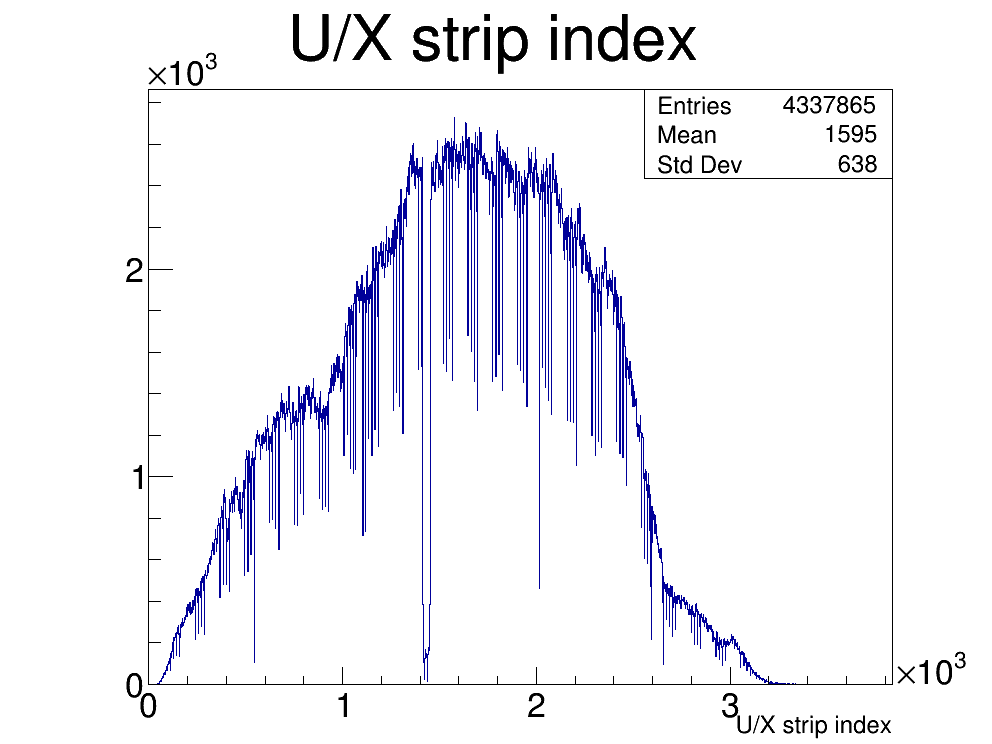 U/X strip index
×10³
Entries 4337865
Mean 1595
Std Dev 638
2
1
0
0 1 2 3
×10³
U/X strip index